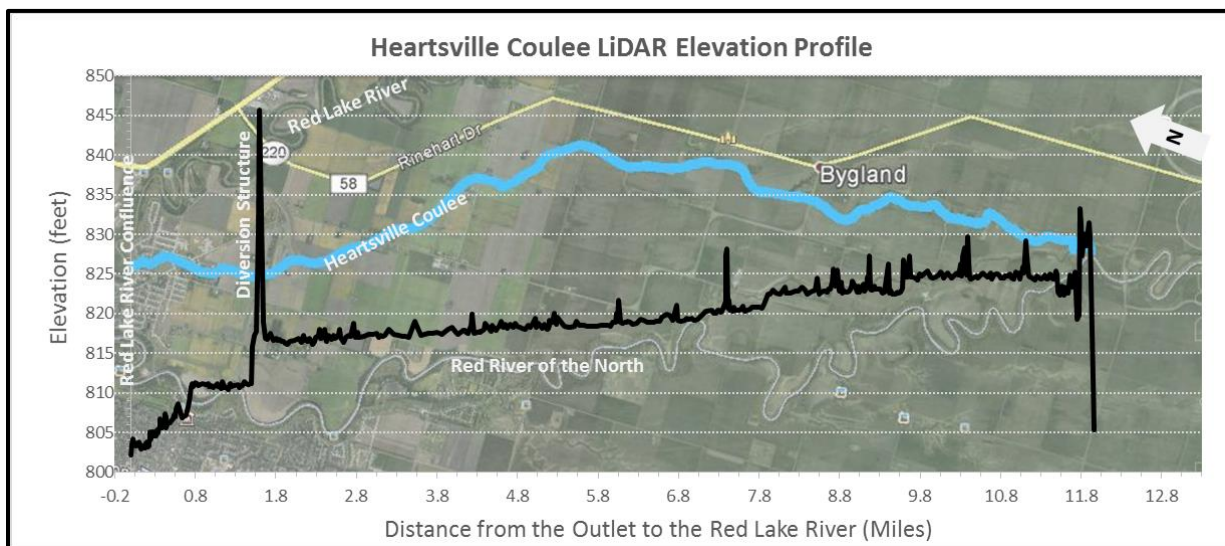 Heartsville Coulee LiDAR Elevation Profile
850
845
840
835
830
825
820
815
810
805
800
Elevation (feet)
Red Lake River Confluence
Diversion Structure
Red Lake River
220
58
Rinehart Dr
Heartsville Coulee
Bygland
Red River of the North
N
-0.2 0.8 1.8 2.8 3.8 4.8 5.8 6.8 7.8 8.8 9.8 10.8 11.8 12.8
Distance from the Outlet to the Red Lake River (Miles)